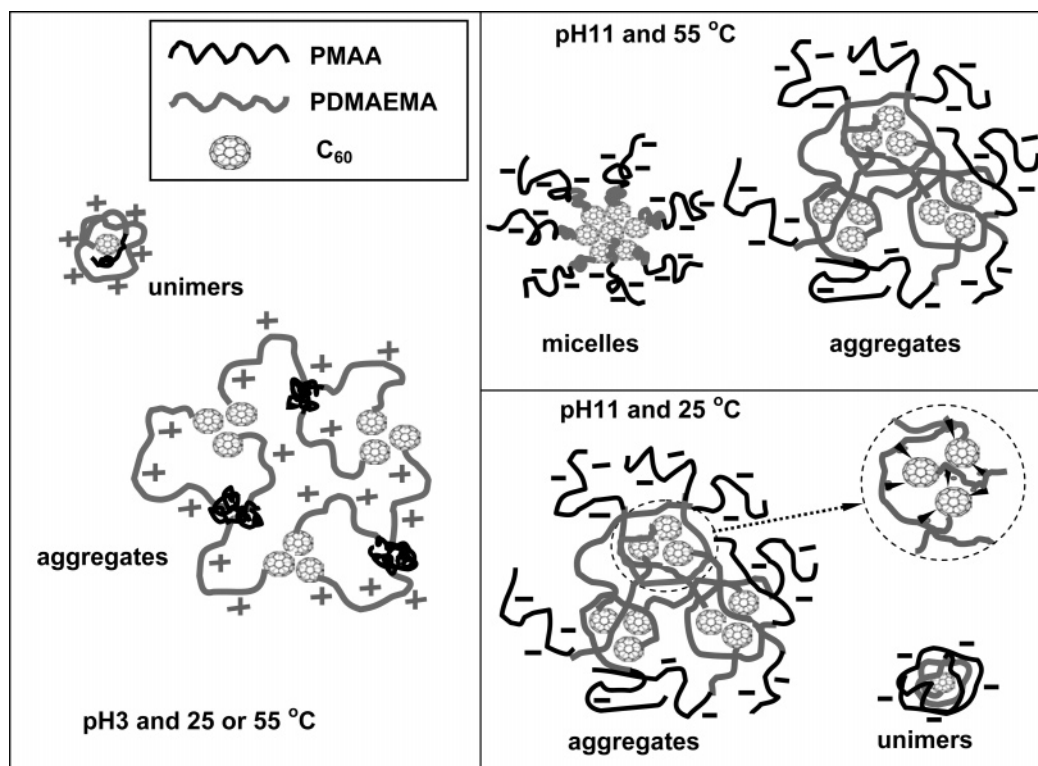 PMAA
PDMAEMA
C₆₀
unimers
aggregates
pH3 and 25 or 55 °C
pH11 and 55 °C
micelles
aggregates
pH11 and 25 °C
aggregates
unimers